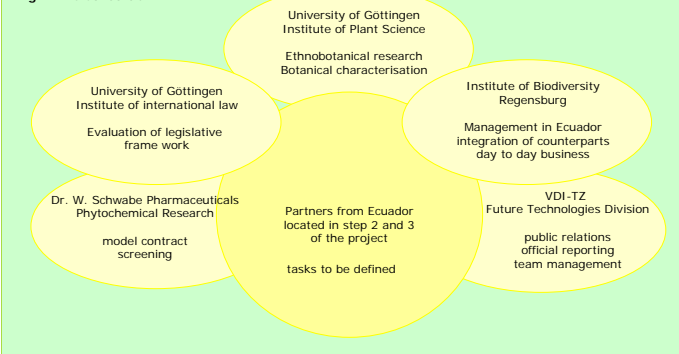 University of Göttingen
Institute of Plant Science
Ethnobotanical research
Botanical characterisation
University of Göttingen
Institute of international law
Evaluation of legislative
frame work
Institute of Biodiversity
Regensburg
Management in Ecuador
integration of counterparts
day to day business
Dr. W. Schwabe Pharmaceuticals
Phytochemical Research
model contract
screening
Partners from Ecuador
located in step 2 and 3
of the project
tasks to be defined
VDI-TZ
Future Technologies Division
public relations
official reporting
team management